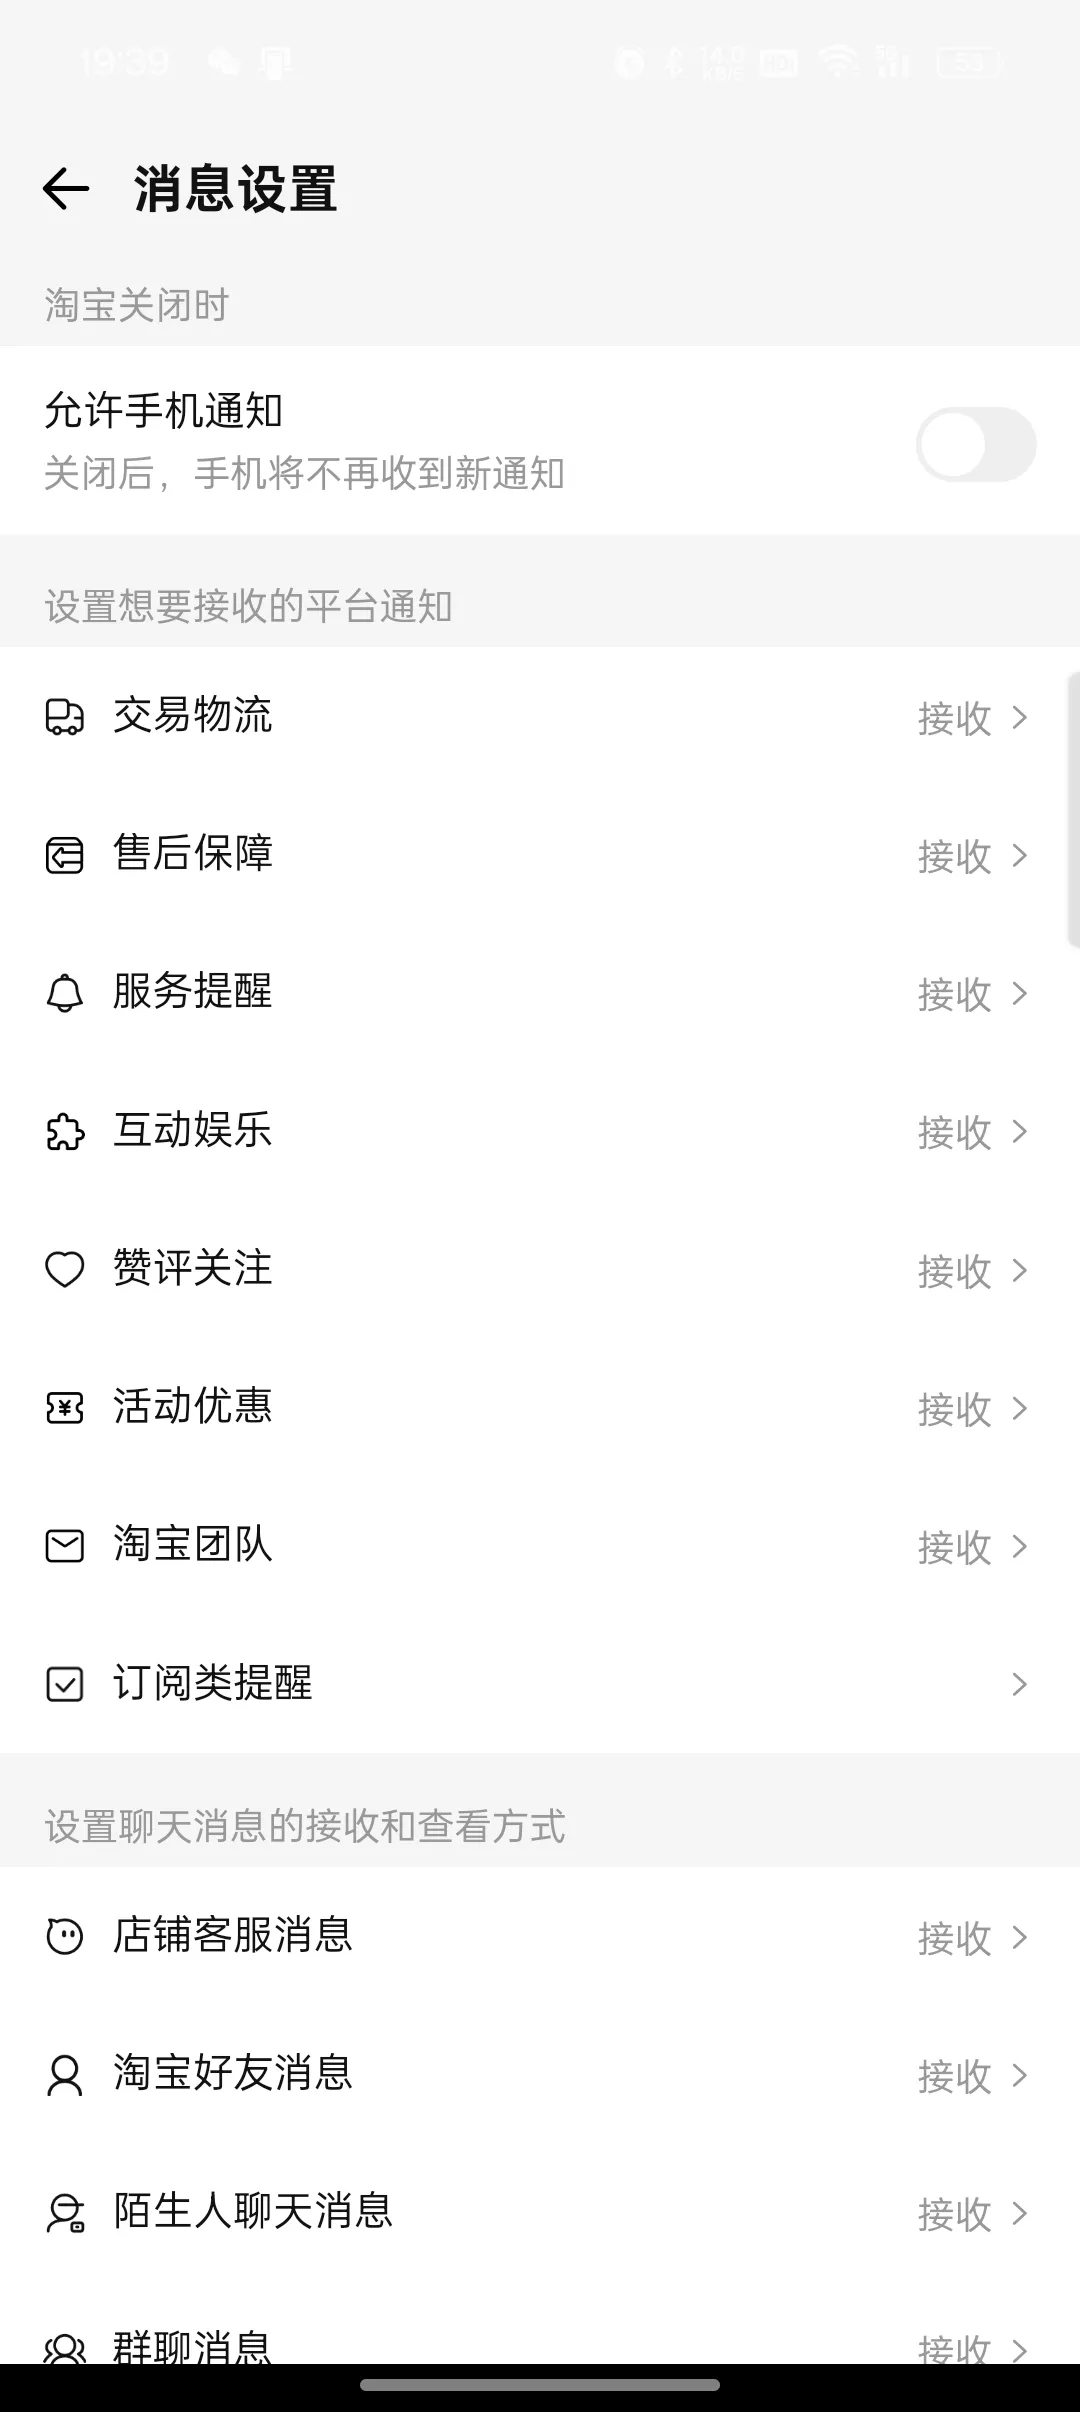 19:39
消息设置
淘宝关闭时
允许手机通知
关闭后，手机将不再收到新通知
设置想要接收的平台通知
交易物流 接收
售后保障 接收
服务提醒 接收
互动娱乐 接收
赞评关注 接收
活动优惠 接收
淘宝团队 接收
订阅类提醒
设置聊天消息的接收和查看方式
店铺客服消息 接收
淘宝好友消息 接收
陌生人聊天消息 接收
群聊消息 接收